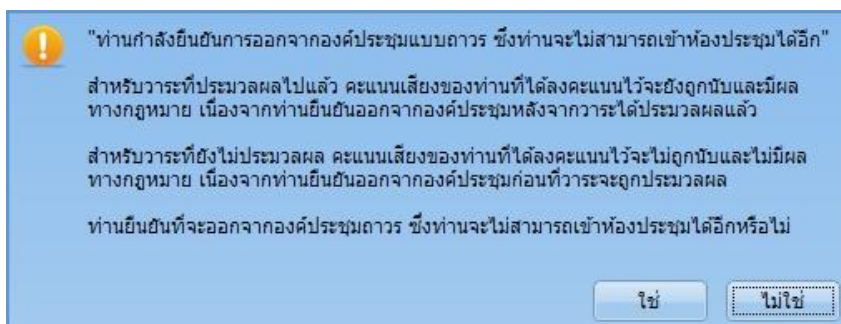 "ท่านกำลังยืนยันการออกจากองค์ประชุมแบบถาวร ซึ่งท่านจะไม่สามารถเข้าห้องประชุมได้อีก"
สำหรับวาระที่ประมวลผลไปแล้ว คะแนนเสียงของท่านที่ได้ลงคะแนนไว้จะยังถูกนับและมีผล
ทางกฎหมาย เนื่องจากท่านยืนยันออกจากองค์ประชุมหลังจากวาระได้ประมวลผลแล้ว
สำหรับวาระที่ยังไม่ประมวลผล คะแนนเสียงของท่านที่ได้ลงคะแนนไว้จะไม่ถูกนับและไม่มีผล
ทางกฎหมาย เนื่องจากท่านยืนยันออกจากองค์ประชุมก่อนที่วาระจะถูกประมวลผล
ท่านยืนยันที่จะออกจากองค์ประชุมถาวร ซึ่งท่านจะไม่สามารถเข้าห้องประชุมได้อีกหรือไม่
ใช่
ไม่ใช่